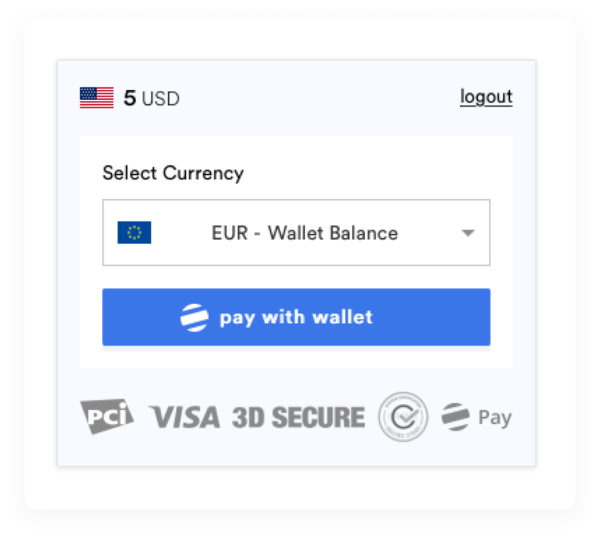 5 USD
logout
Select Currency
EUR - Wallet Balance
pay with wallet
PCi VISA 3D SECURE C Pay